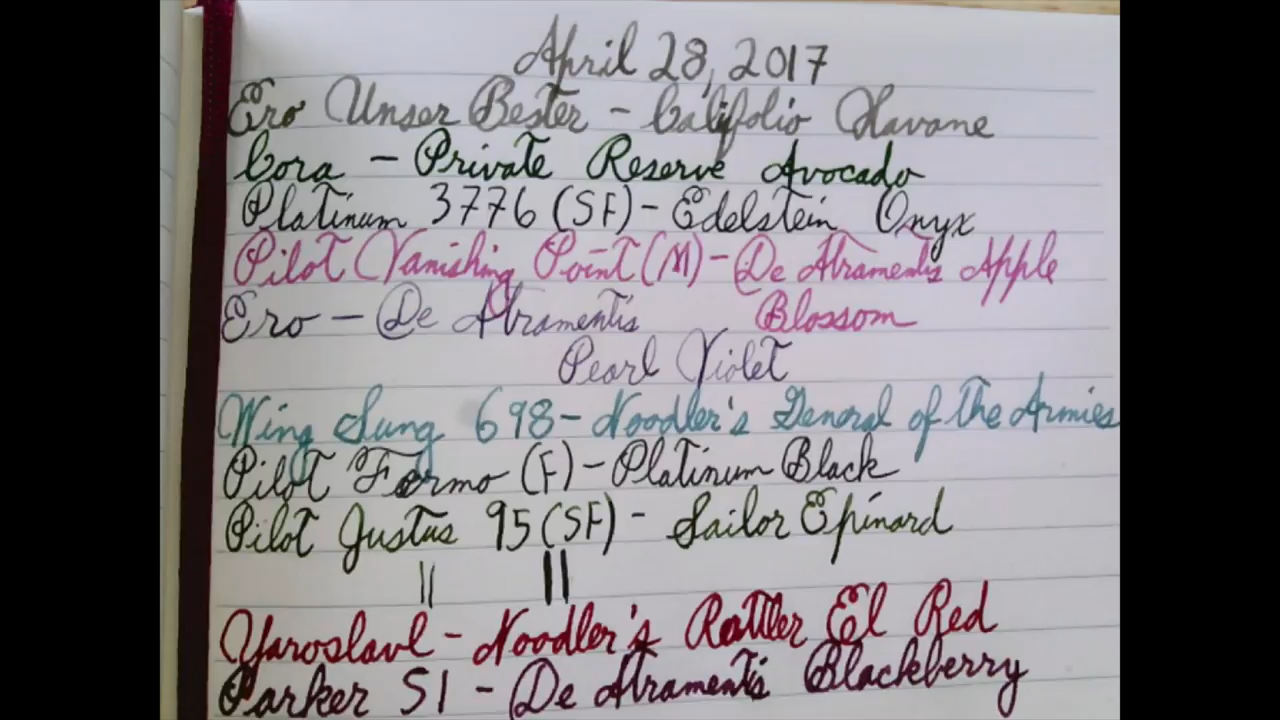 April 28, 2017
Ero Unser Bester - Califolio Havane
Cora - Private Reserve Avocado
Platinum 3776 (SF) - Edelstein Onyx
Pilot Vanishing Point (M) - De Atramentis Apple
Blossom
Ero - De Atramentis
Pearl Violet
Wing Sung 698 - Noodler's General of the Armies
Pilot Fermo (F) - Platinum Black
Pilot Justus 95 (SF) - Sailor Epinard
" "
Yaroslavl - Noodler's Rattler El Red
Parker 51 - De Atramentis Blackberry